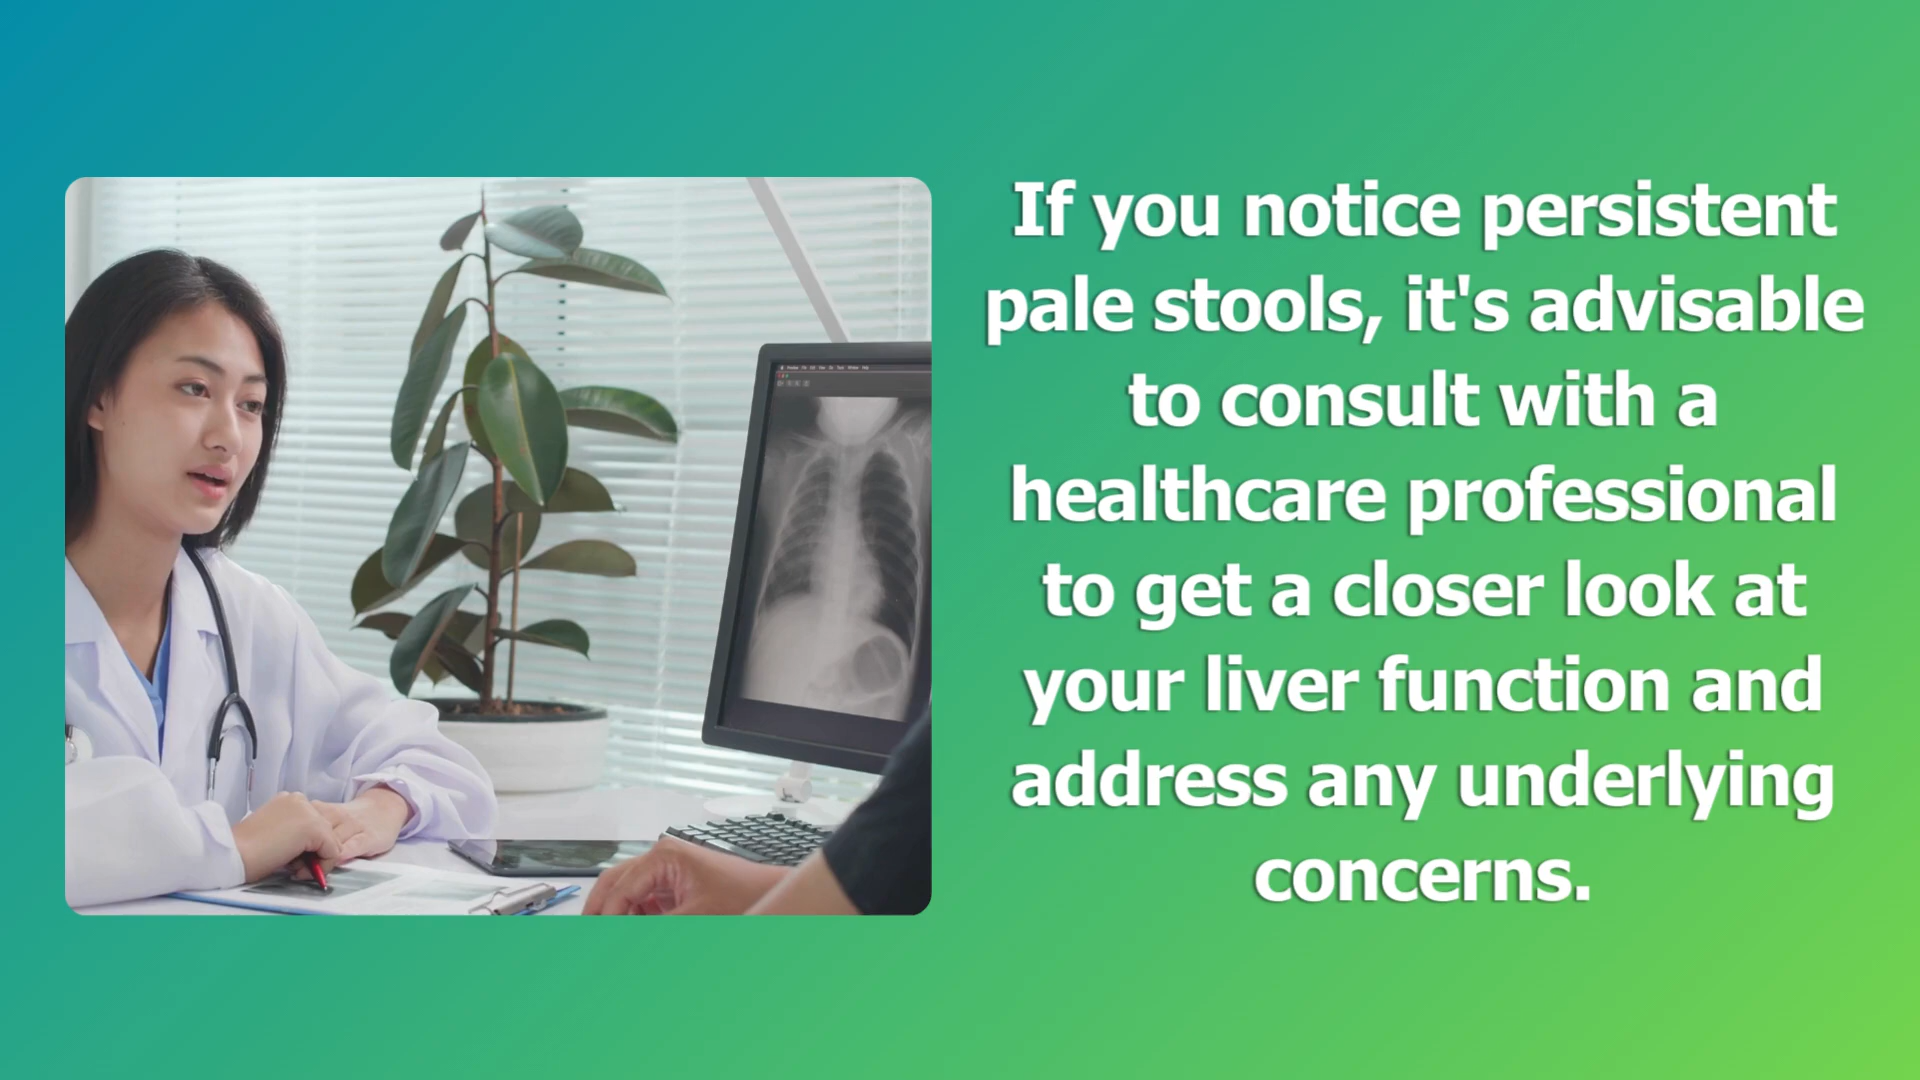 If you notice persistent
pale stools, it's advisable
to consult with a
healthcare professional
to get a closer look at
your liver function and
address any underlying
concerns.